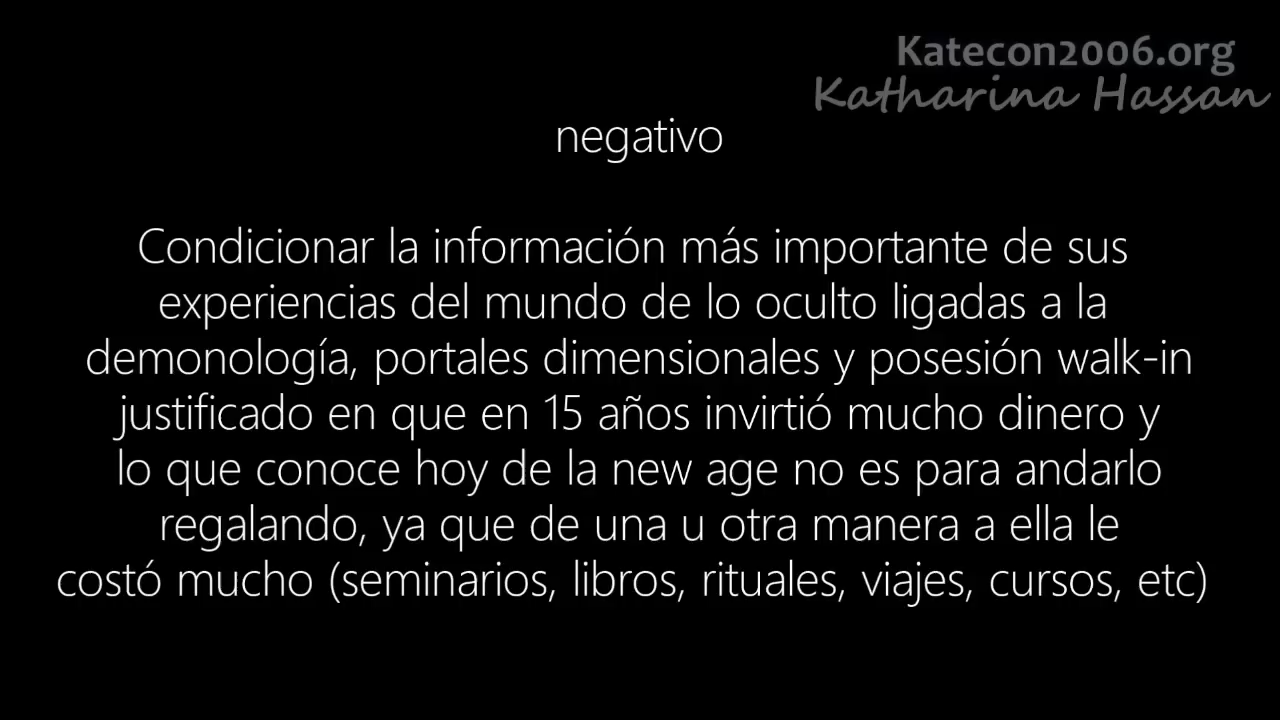 Katecon2006.org
Katharina Hassan
negativo
Condicionar la información más importante de sus
experiencias del mundo de lo oculto ligadas a la
demonología, portales dimensionales y posesión walk-in
justificado en que en 15 años invirtió mucho dinero y
lo que conoce hoy de la new age no es para andarlo
regalando, ya que de una u otra manera a ella le
costó mucho (seminarios, libros, rituales, viajes, cursos, etc)